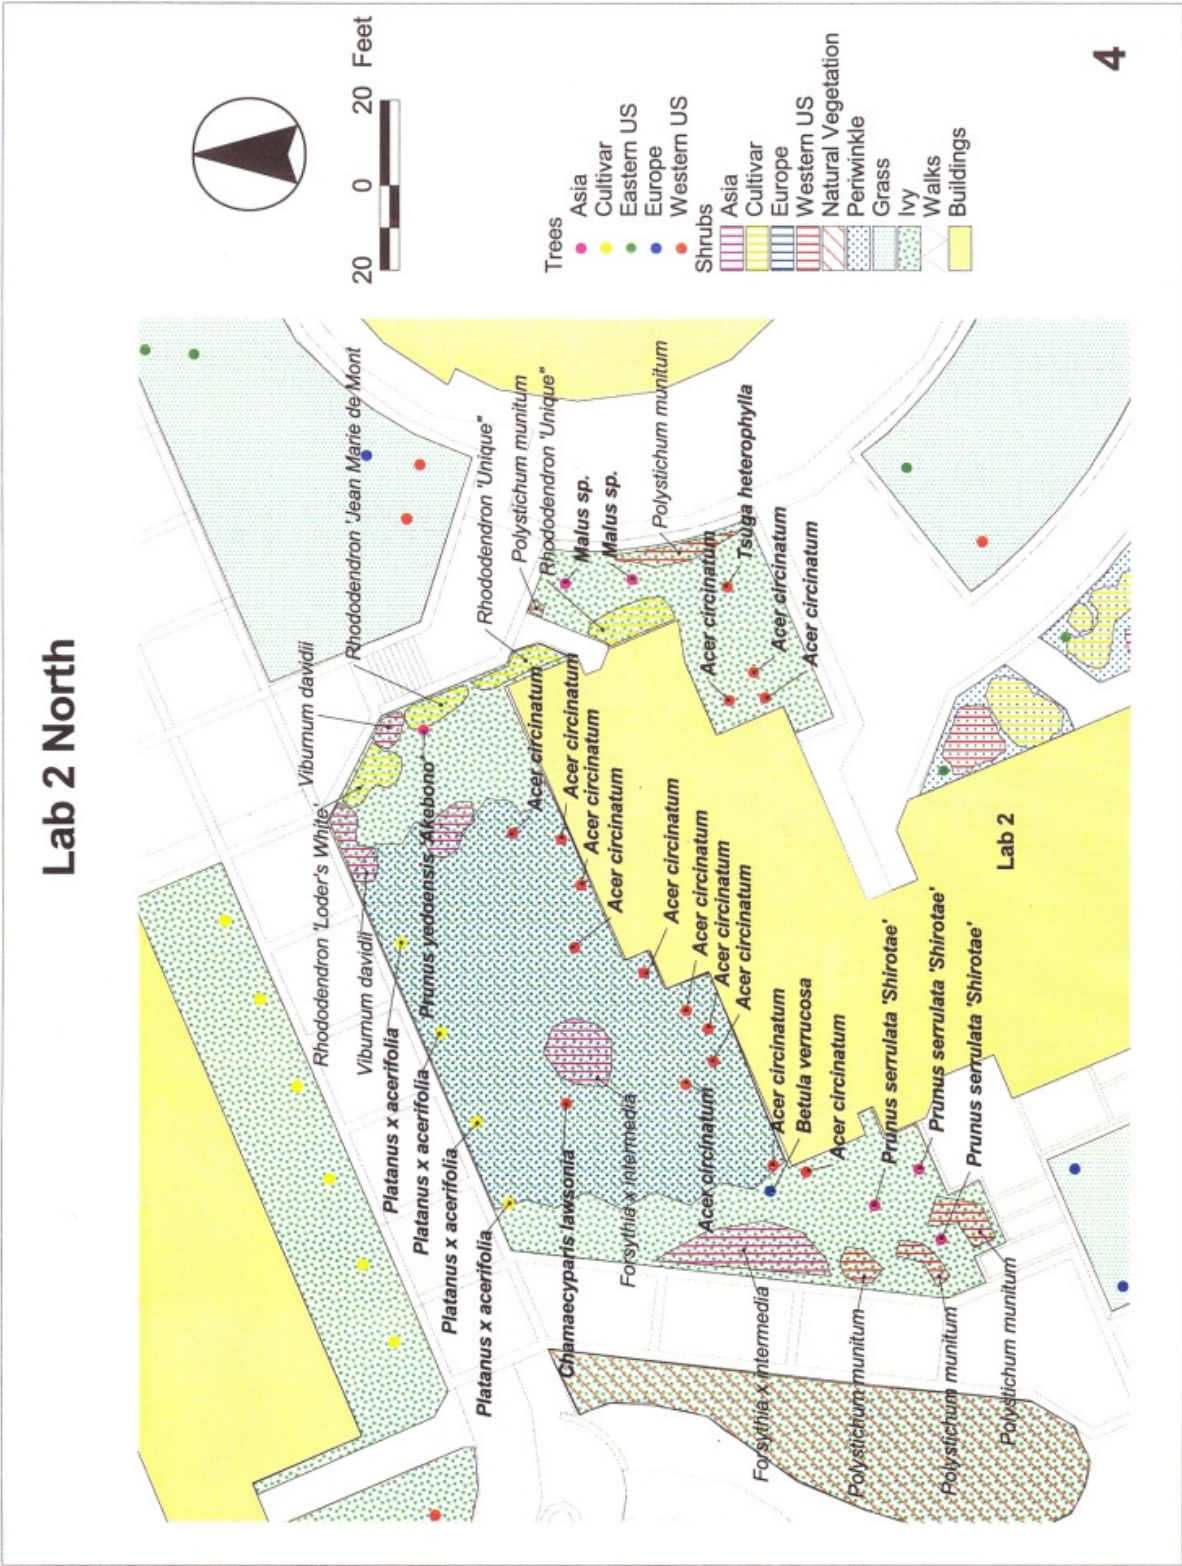 Lab 2 North
20 0 20 Feet
Trees
Asia
Cultivar
Eastern US
Europe
Western US
Shrubs
Asia
Cultivar
Europe
Western US
Natural Vegetation
Periwinkle
Grass
Ivy
Walks
Buildings
4
Rhododendron 'Loder's White'
Viburnum davidii
Viburnum davidii
Rhododendron 'Jean Marie de Mont
Rhododendron 'Unique"
Polystichum munitum
Rhododendron 'Unique"
Malus sp.
Malus sp.
Polystichum munitum
Acer circinatum
Tsuga heterophylla
Acer circinatum
Acer circinatum
Platanus x acerifolia
Platanus x acerifolia
Platanus x acerifolia
Platanus x acerifolia
Prunus yedoensis 'Akebono'
Acer circinatum
Acer circinatum
Acer circinatum
Acer circinatum
Acer circinatum
Acer circinatum
Acer circinatum
Acer circinatum
Chamaecyparis lawsonia
Forsythia x intermedia
Acer circinatum
Acer circinatum
Betula verrucosa
Acer circinatum
Prunus serrulata 'Shirotae'
Prunus serrulata 'Shirotae'
Prunus serrulata 'Shirotae'
Forsythia x intermedia
Polystichum munitum
Polystichum munitum
Polystichum munitum
Lab 2